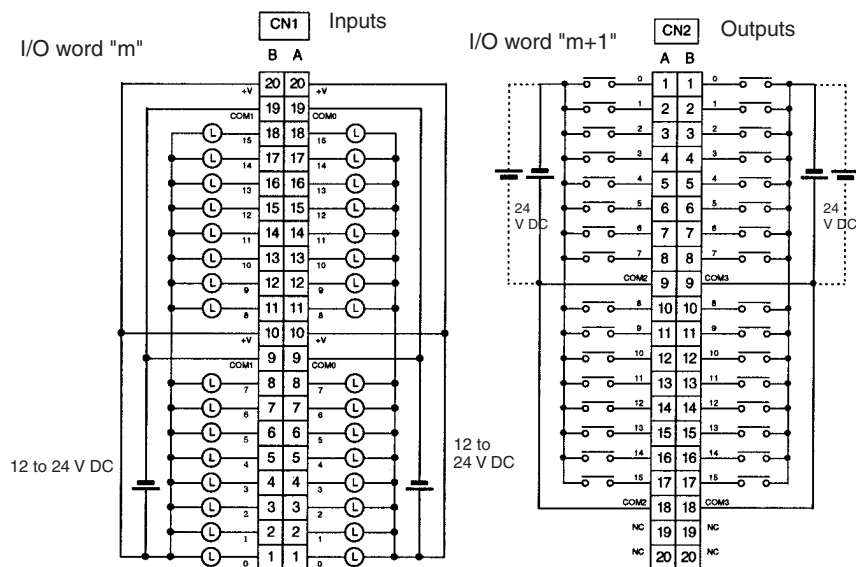 CN1 Inputs
I/O word "m"
B A
20 20
+V +V
19 19
COM1 COM0
L 18 18 L
15 15
L 17 17 L
14 14
L 16 16 L
13 13
L 15 15 L
12 12
L 14 14 L
11 11
L 13 13 L
10 10
L 12 12 L
9 9
L 11 11 L
8 8
10 10
+V +V
9 9
COM1 COM0
L 8 8 L
7 7
L 7 7 L
6 6
L 6 6 L
5 5
L 5 5 L
4 4
L 4 4 L
3 3
L 3 3 L
2 2
L 2 2 L
1 1
L 1 1 L
0 0
12 to 24 V DC
12 to
24 V DC
CN2 Outputs
I/O word "m+1"
A B
0 1 1 0
1 2 2 1
2 3 3 2
3 4 4 3
4 5 5 4
5 6 6 5
6 7 7 6
7 8 8 7
COM2 9 9 COM3
8 10 10 8
9 11 11 9
10 12 12 10
11 13 13 11
12 14 14 12
13 15 15 13
14 16 16 14
15 17 17 15
COM2 18 18 COM3
NC 19 19 NC
NC 20 20 NC
24
V DC
24
V DC